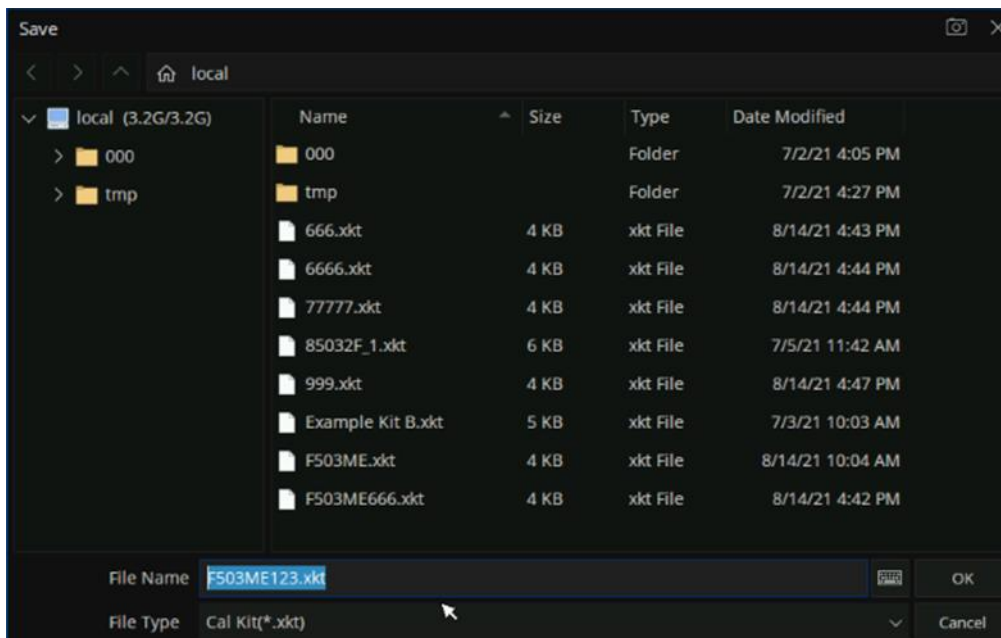 Save
local
local (3.2G/3.2G)
000
tmp
Name Size Type Date Modified
000 Folder 7/2/21 4:05 PM
tmp Folder 7/2/21 4:27 PM
666.xkt 4 KB xkt File 8/14/21 4:43 PM
6666.xkt 4 KB xkt File 8/14/21 4:44 PM
77777.xkt 4 KB xkt File 8/14/21 4:44 PM
85032F_1.xkt 6 KB xkt File 7/5/21 11:42 AM
999.xkt 4 KB xkt File 8/14/21 4:47 PM
Example Kit B.xkt 5 KB xkt File 7/3/21 10:03 AM
F503ME.xkt 4 KB xkt File 8/14/21 10:04 AM
F503ME666.xkt 4 KB xkt File 8/14/21 4:42 PM
File Name F503ME123.xkt OK
File Type Cal Kit(*.xkt) Cancel